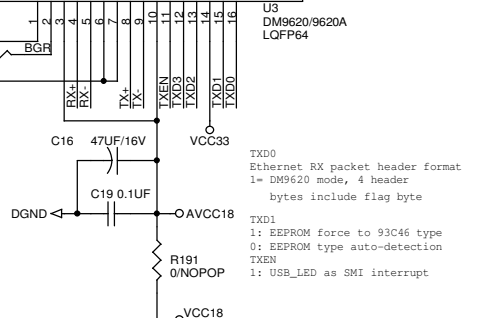 U3
DM9620/9620A
LQFP64
1
2
3
4
5
6
7
8
9
10
11
12
13
14
15
16
BGR
RX+
RX-
TX+
TX-
TXEN
TXD3
TXD2
TXD1
TXD0
C16 47UF/16V
VCC33
TXD0
Ethernet RX packet header format
1= DM9620 mode, 4 header
bytes include flag byte
C19 0.1UF
DGND
AVCC18
TXD1
1: EEPROM force to 93C46 type
0: EEPROM type auto-detection
TXEN
1: USB_LED as SMI interrupt
R191
0/NOPOP
VCC18